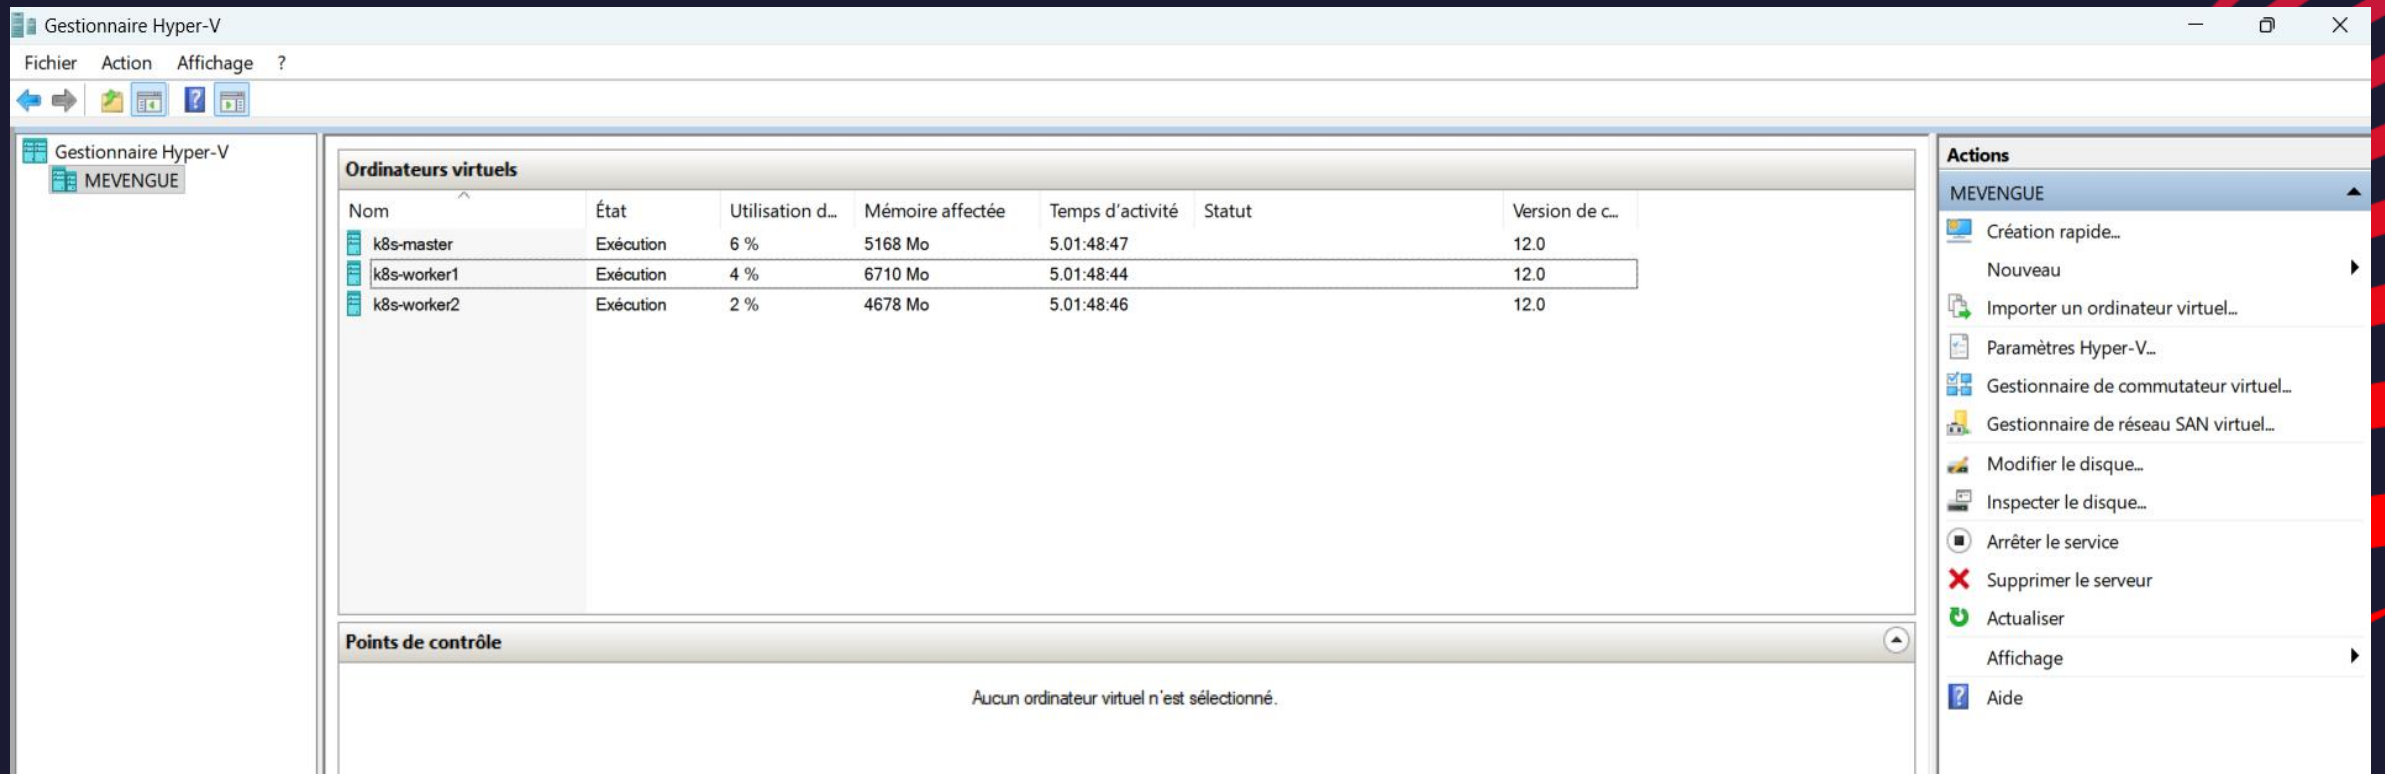 Gestionnaire Hyper-V
Fichier Action Affichage ?
Gestionnaire Hyper-V
MEVENGUE
Ordinateurs virtuels
Nom État Utilisation d... Mémoire affectée Temps d'activité Statut Version de c...
k8s-master Exécution 6 % 5168 Mo 5.01:48:47 12.0
k8s-worker1 Exécution 4 % 6710 Mo 5.01:48:44 12.0
k8s-worker2 Exécution 2 % 4678 Mo 5.01:48:46 12.0
Points de contrôle
Aucun ordinateur virtuel n'est sélectionné.
Actions
MEVENGUE
Création rapide...
Nouveau
Importer un ordinateur virtuel...
Paramètres Hyper-V...
Gestionnaire de commutateur virtuel...
Gestionnaire de réseau SAN virtuel...
Modifier le disque...
Inspecter le disque...
Arrêter le service
Supprimer le serveur
Actualiser
Affichage
Aide